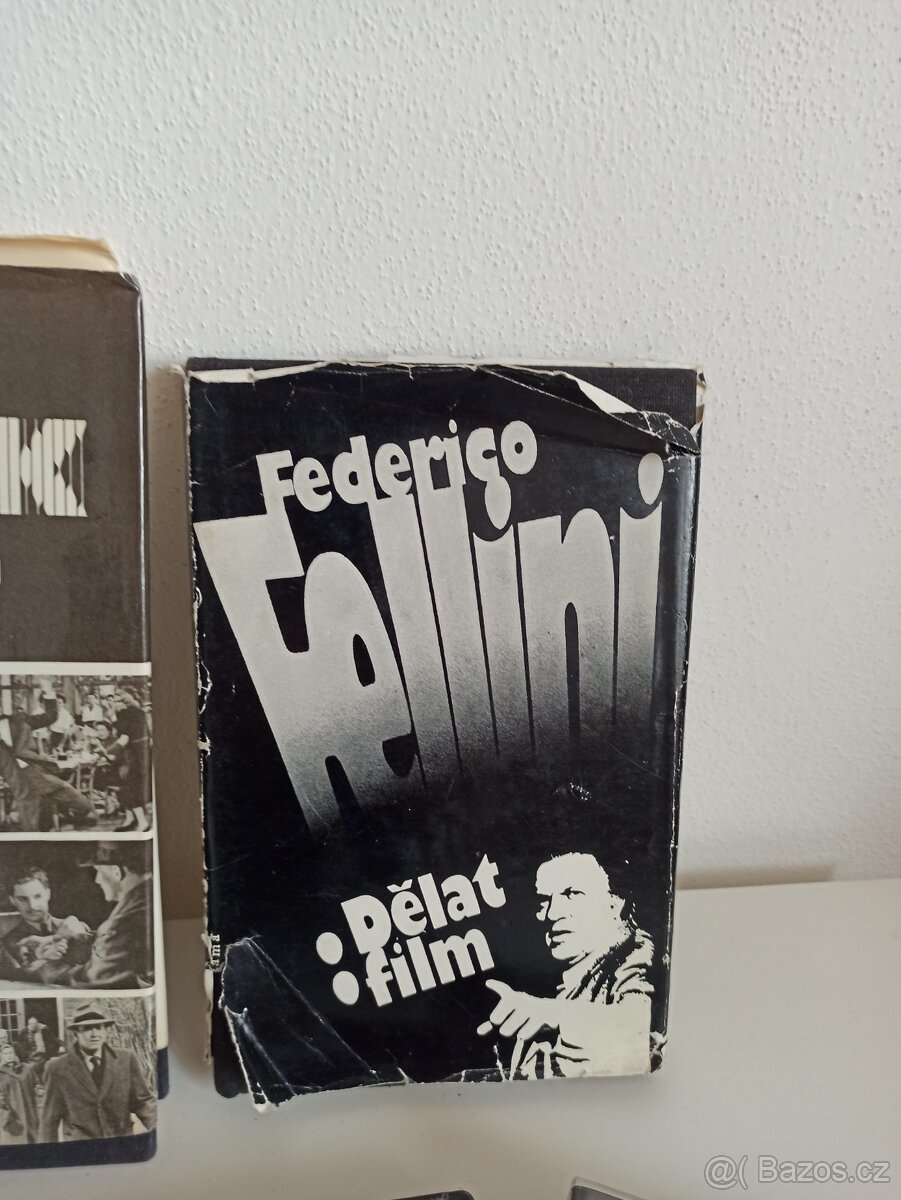 Federico
Fellini
:Dělat
film
@( Bazos.cz